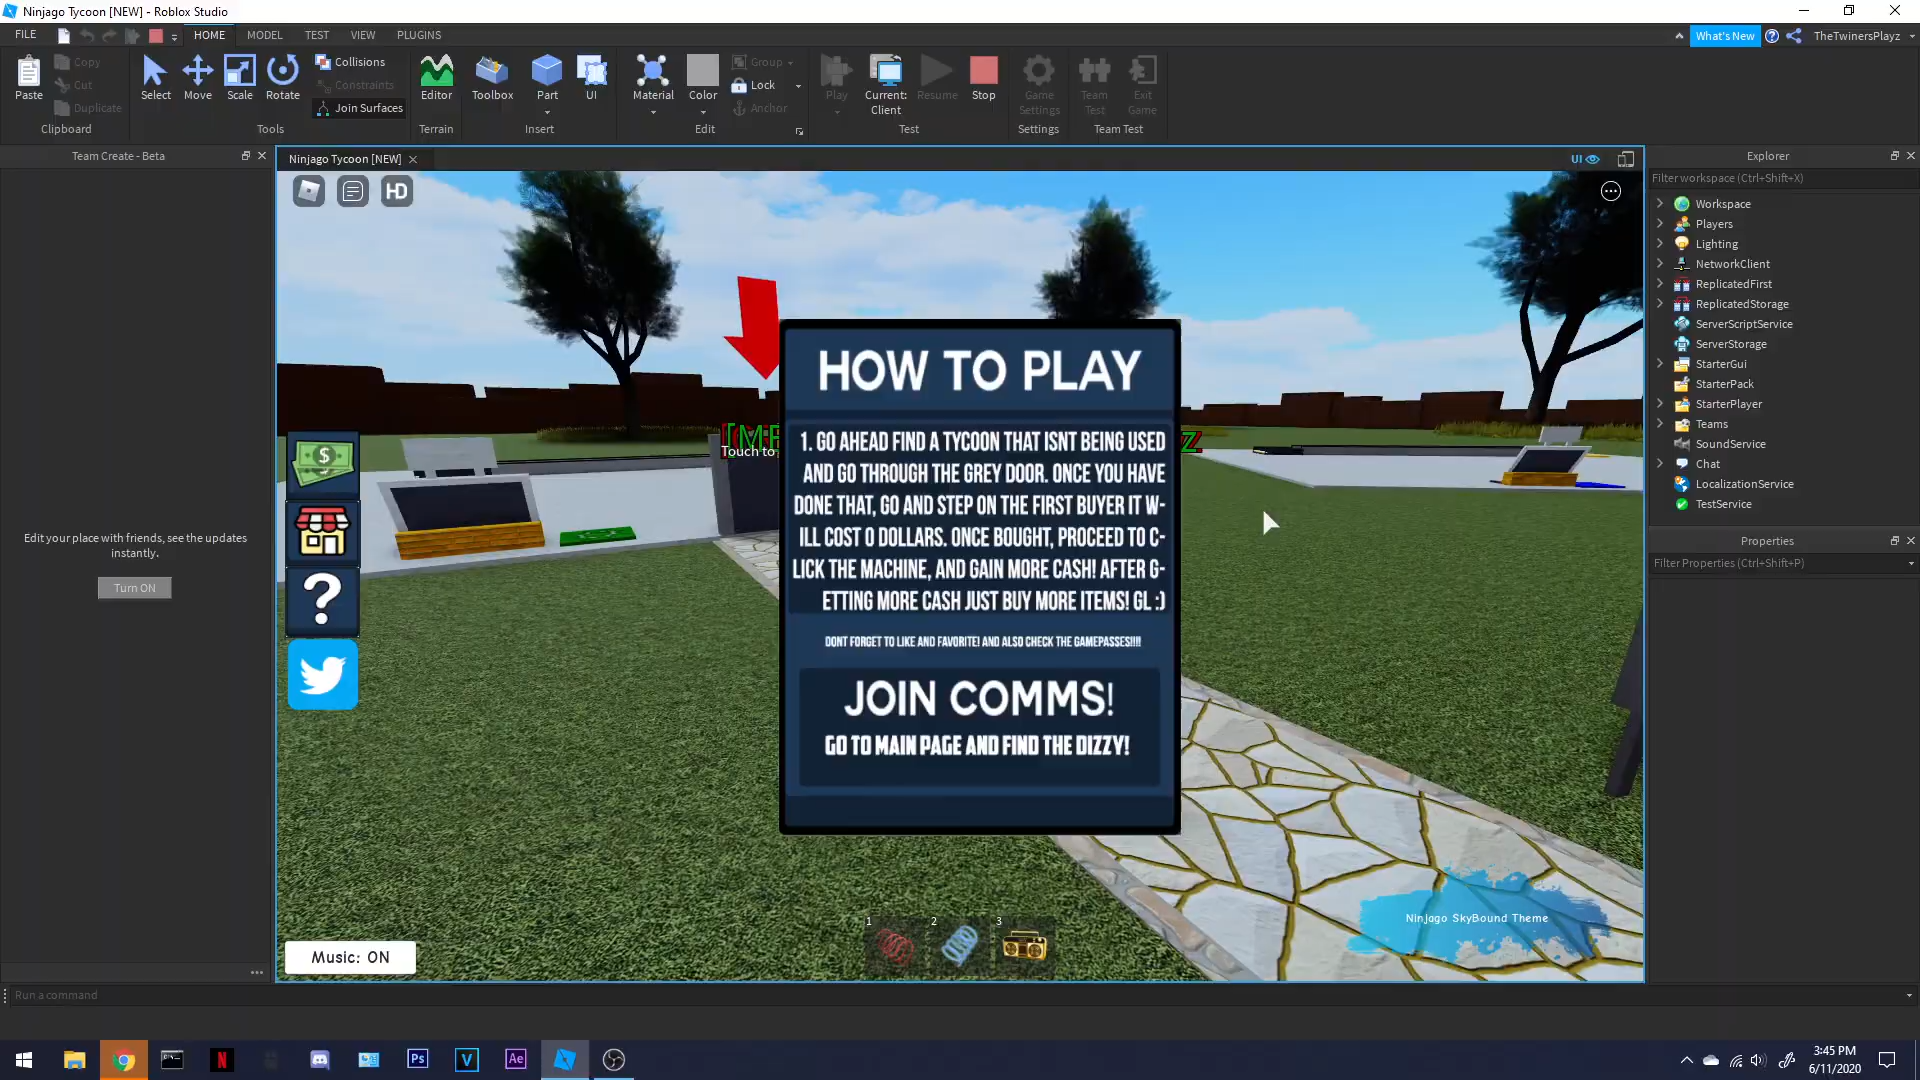 Ninjago Tycoon [NEW] - Roblox Studio
FILE
HOME
MODEL
TEST
VIEW
PLUGINS
What's New
TheTwinersPlayz
Paste
Copy
Cut
Duplicate
Clipboard
Select
Move
Scale
Rotate
Collisions
Constraints
Join Surfaces
Tools
Editor
Terrain
Toolbox
Part
UI
Insert
Material
Color
Group
Lock
Anchor
Edit
Play
Current:
Client
Resume
Stop
Test
Game
Settings
Settings
Team
Test
Exit
Game
Team Test
Team Create - Beta
Edit your place with friends, see the updates
instantly.
Turn ON
Ninjago Tycoon [NEW]
UI
HD
Touch to
HOW TO PLAY
1. GO AHEAD FIND A TYCOON THAT ISNT BEING USED
AND GO THROUGH THE GREY DOOR. ONCE YOU HAVE
DONE THAT, GO AND STEP ON THE FIRST BUYER IT W-
ILL COST 0 DOLLARS. ONCE BOUGHT, PROCEED TO C-
LICK THE MACHINE, AND GAIN MORE CASH! AFTER G-
ETTING MORE CASH JUST BUY MORE ITEMS! GL :)
DONT FORGET TO LIKE AND FAVORITE! AND ALSO CHECK THE GAMEPASSES!!!!
JOIN COMMS!
GO TO MAIN PAGE AND FIND THE DIZZY!
1
2
3
Music: ON
Ninjago SkyBound Theme
Explorer
Filter workspace (Ctrl+Shift+X)
Workspace
Players
Lighting
NetworkClient
ReplicatedFirst
ReplicatedStorage
ServerScriptService
ServerStorage
StarterGui
StarterPack
StarterPlayer
Teams
SoundService
Chat
LocalizationService
TestService
Properties
Filter Properties (Ctrl+Shift+P)
Run a command
N
Ps
V
Ae
3:45 PM
6/11/2020